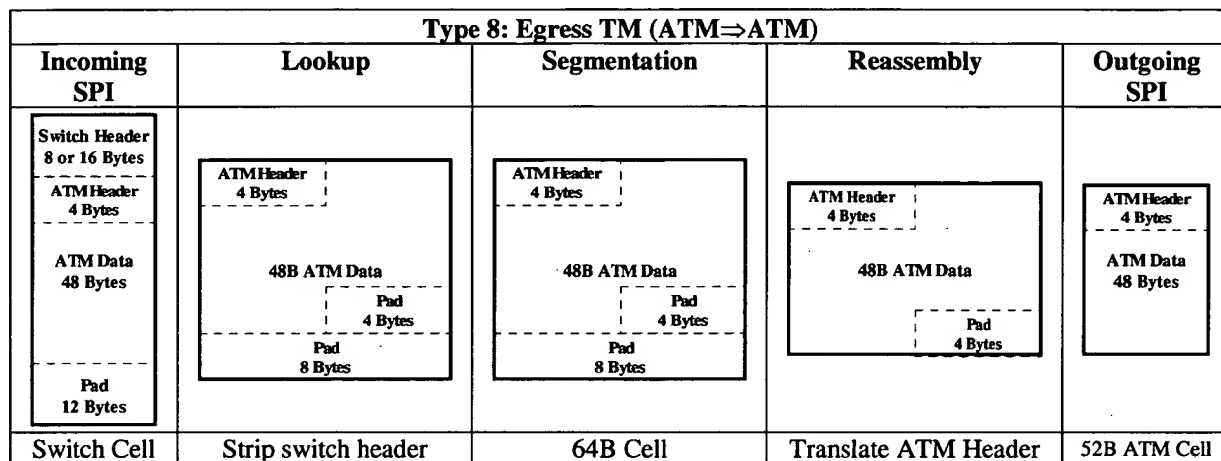 Type 8: Egress TM (ATM⇒ATM)
Incoming
SPI
Lookup
Segmentation
Reassembly
Outgoing
SPI
Switch Header
8 or 16 Bytes
ATM Header
4 Bytes
ATM Data
48 Bytes
Pad
12 Bytes
ATM Header
4 Bytes
48B ATM Data
Pad
4 Bytes
Pad
8 Bytes
ATM Header
4 Bytes
48B ATM Data
Pad
4 Bytes
Pad
8 Bytes
ATM Header
4 Bytes
48B ATM Data
Pad
4 Bytes
ATM Header
4 Bytes
ATM Data
48 Bytes
Switch Cell
Strip switch header
64B Cell
Translate ATM Header
52B ATM Cell